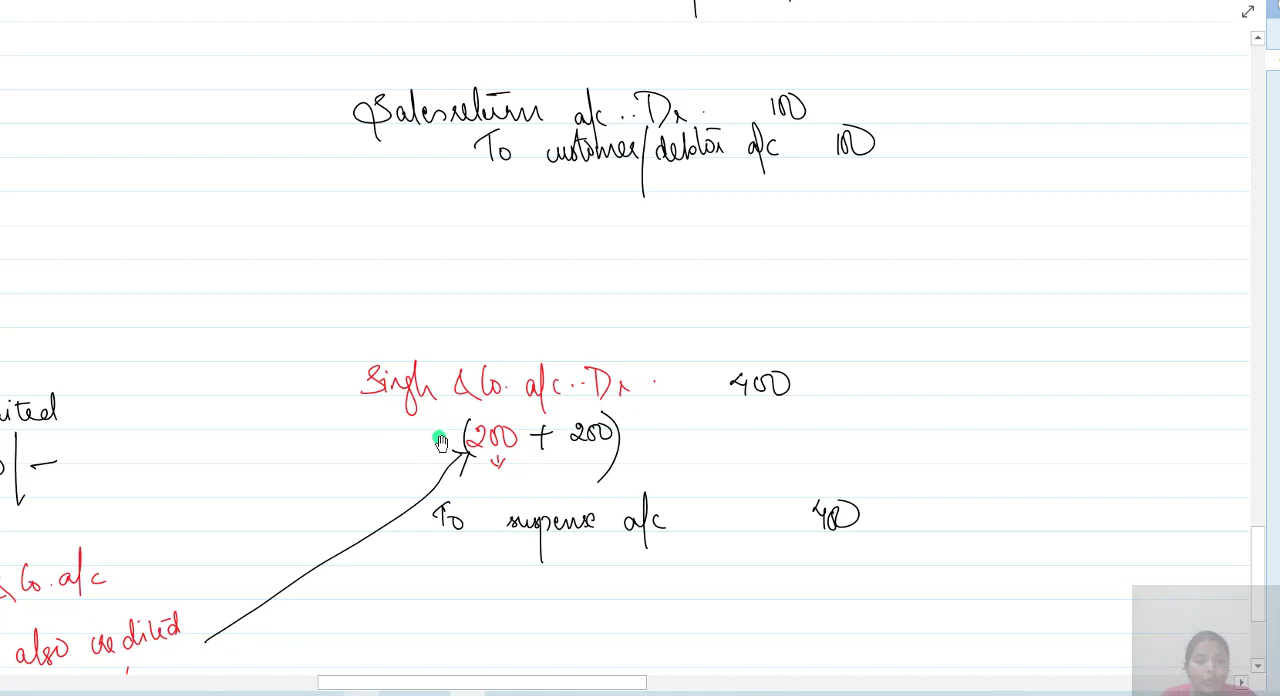 Sales return a/c .. Dr. 100
To customer/debtor a/c 100
Singh & Co. a/c .. Dr. 400
(200 + 200)
To suspense a/c 400
& Co. a/c
also credited